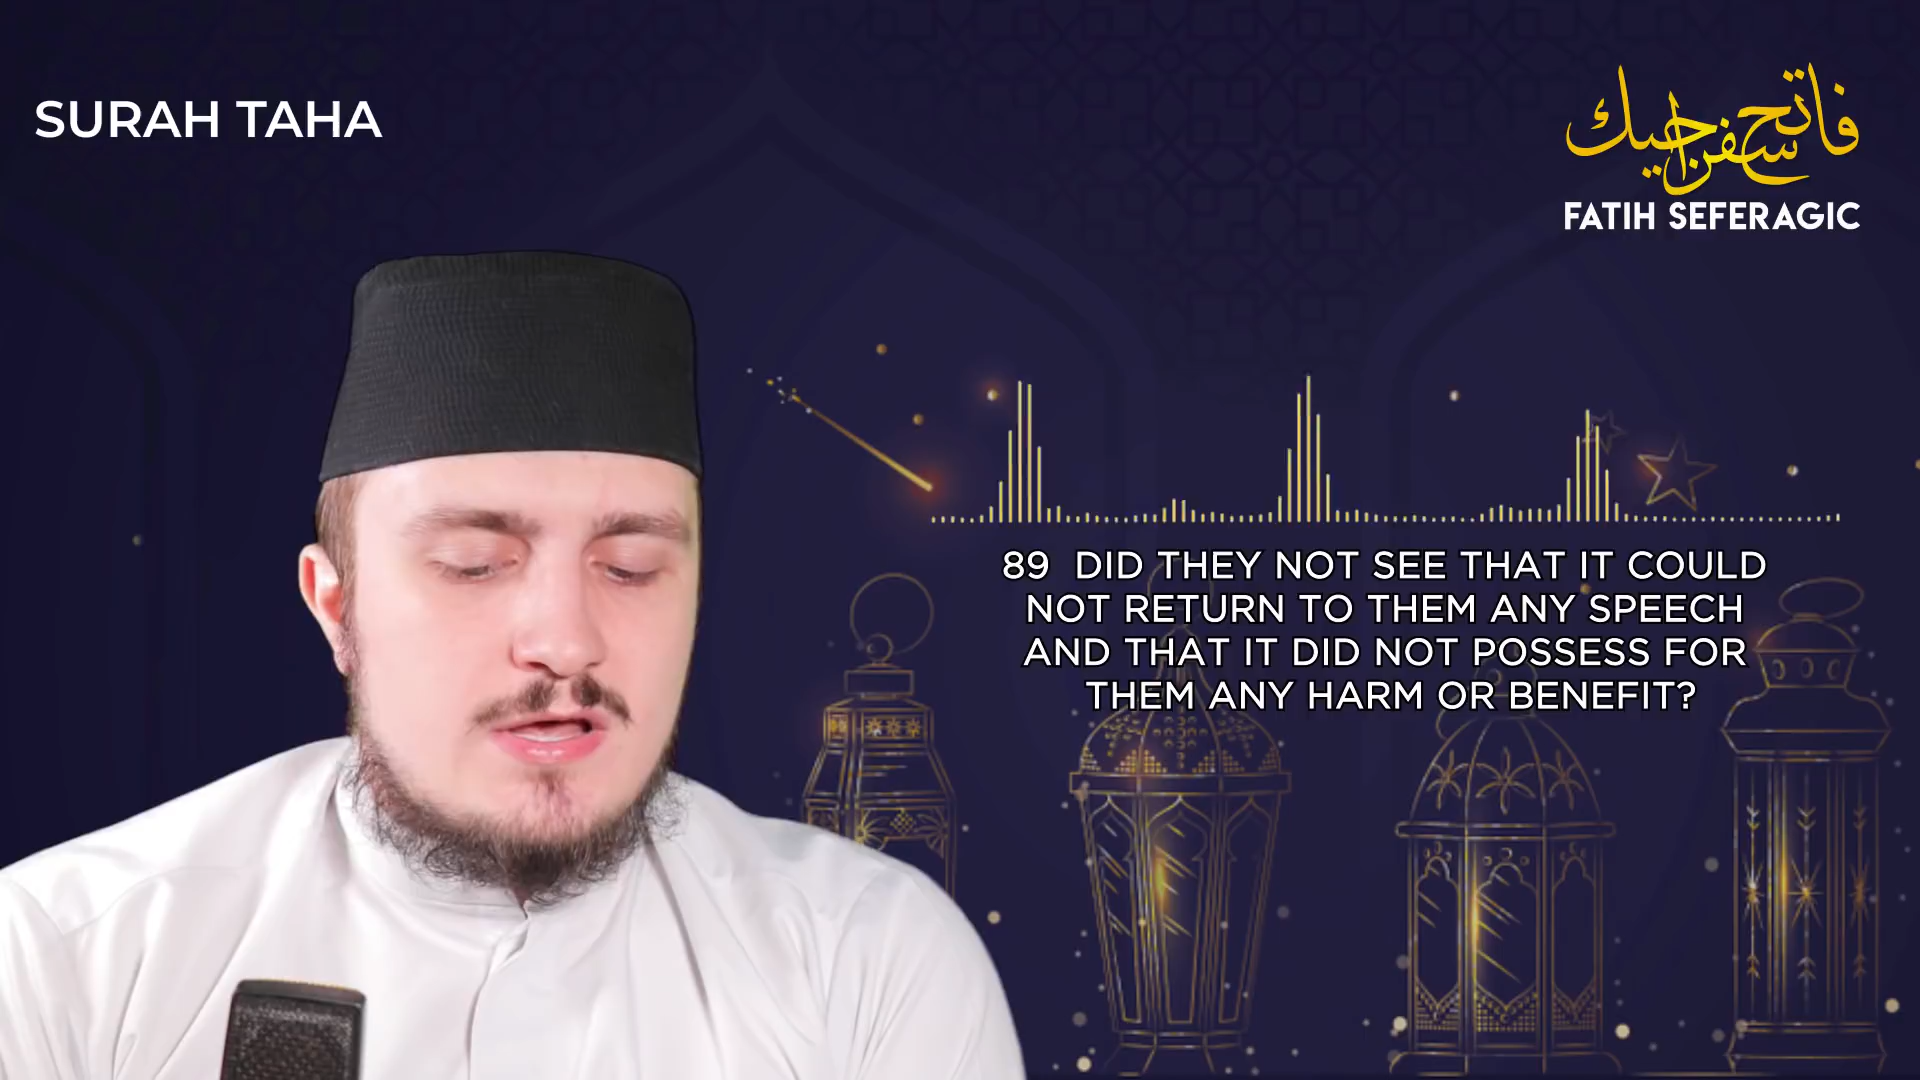 SURAH TAHA
فاتح سفراجيك
FATIH SEFERAGIC
89 DID THEY NOT SEE THAT IT COULD
NOT RETURN TO THEM ANY SPEECH
AND THAT IT DID NOT POSSESS FOR
THEM ANY HARM OR BENEFIT?